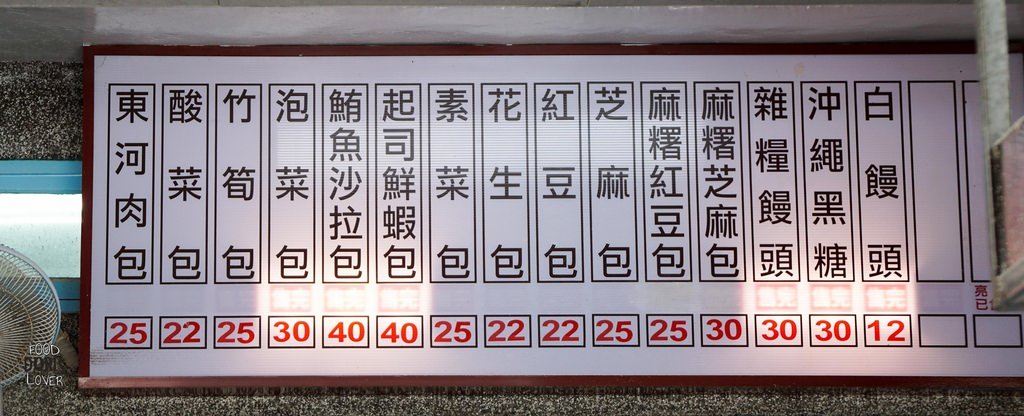 東河肉包
25
酸菜包
22
竹筍包
25
泡菜包
售完
30
鮪魚沙拉包
售完
40
起司鮮蝦包
售完
40
素菜包
25
花生包
22
紅豆包
22
芝麻包
25
麻糬紅豆包
25
麻糬芝麻包
30
雜糧饅頭
售完
30
沖繩黑糖
售完
30
白饅頭
售完
12
亮
已
FOOD
LOVER